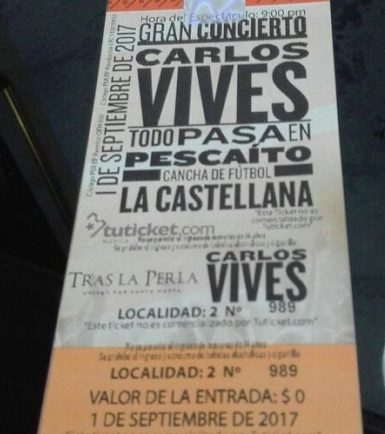 Hora del Espectáculo: 9:00 pm
GRAN CONCIERTO
CARLOS
VIVES
TODO PASA EN
PESCAÍTO
CANCHA DE FÚTBOL
LA CASTELLANA
1 DE SEPTIEMBRE DE 2017
"Este Ticket no es
comercializado por
Tuticket.com"
tuticket.com
TRAS LA PERLA
CARLOS
VIVES
LOCALIDAD: 2 Nº 989
"Este ticket no es comercializado por Tuticket.com"
LOCALIDAD: 2 Nº 989
VALOR DE LA ENTRADA: $ 0
1 DE SEPTIEMBRE DE 2017